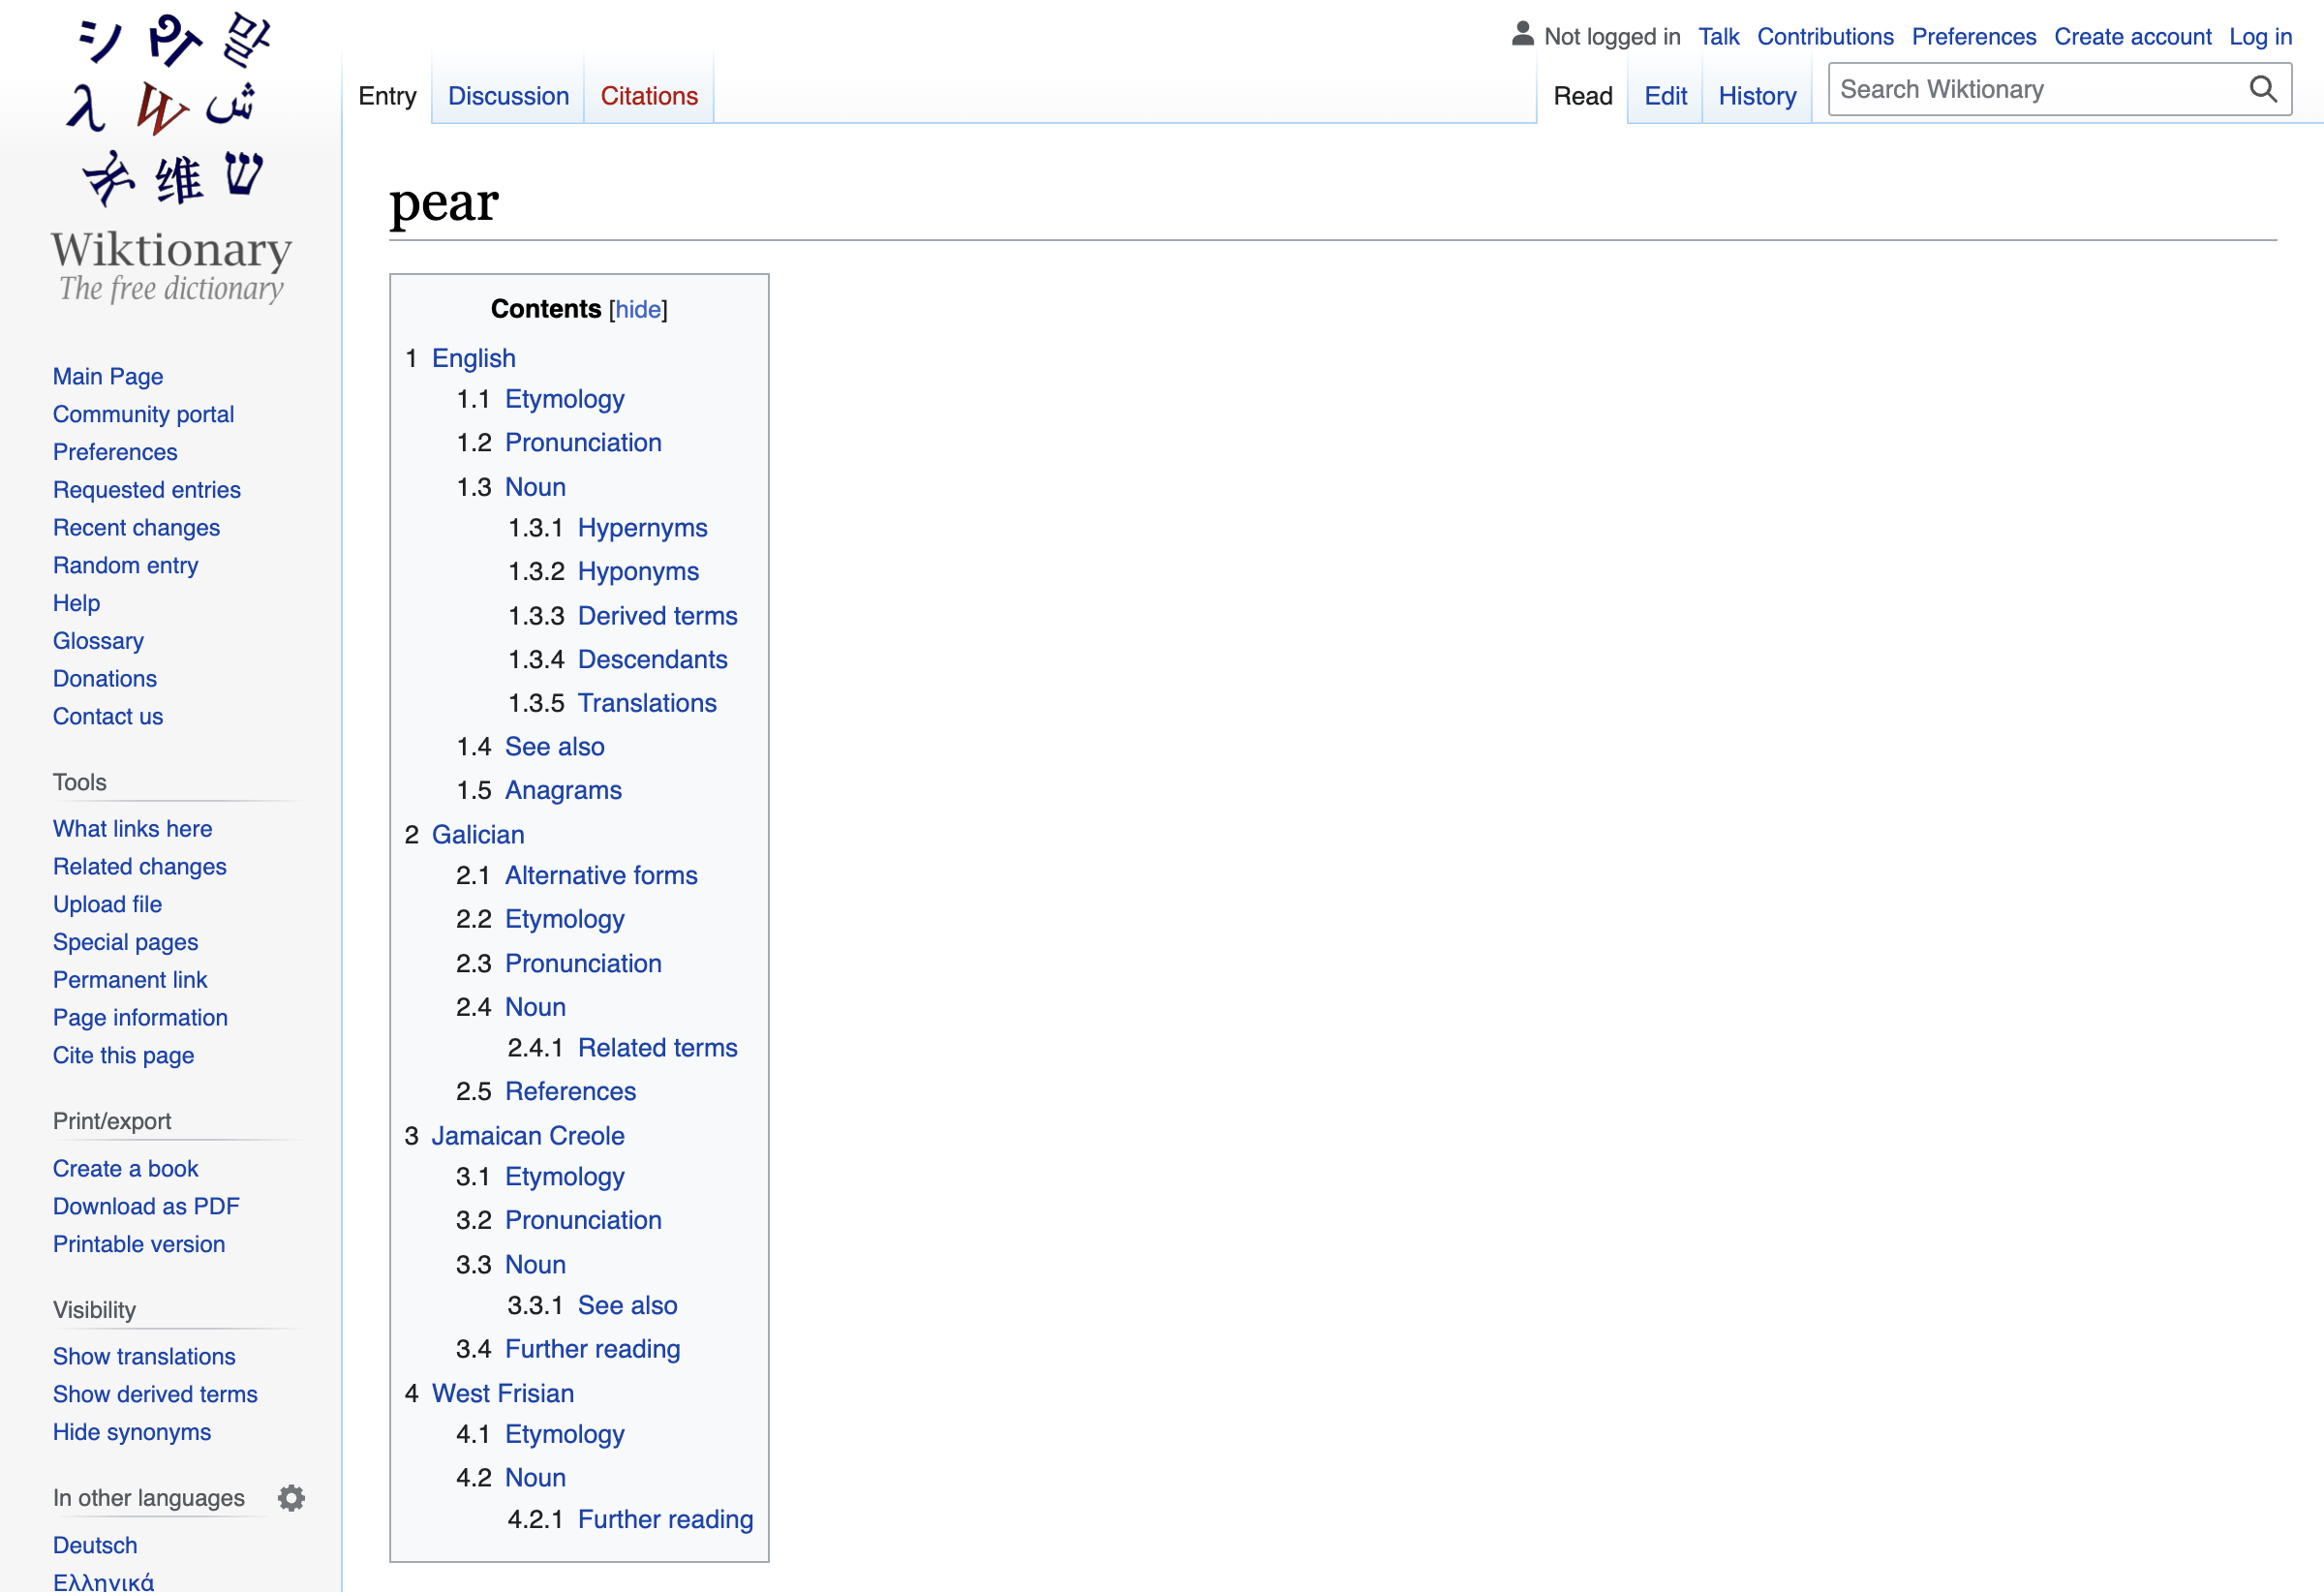 シ
말
λ
W
维
ש
Wiktionary
The free dictionary
Main Page
Community portal
Preferences
Requested entries
Recent changes
Random entry
Help
Glossary
Donations
Contact us
Tools
What links here
Related changes
Upload file
Special pages
Permanent link
Page information
Cite this page
Print/export
Create a book
Download as PDF
Printable version
Visibility
Show translations
Show derived terms
Hide synonyms
In other languages
Deutsch
Ελληνικά
Not logged in Talk Contributions Preferences Create account Log in
Entry Discussion Citations Read Edit History Search Wiktionary
pear
Contents [hide]
1 English
1.1 Etymology
1.2 Pronunciation
1.3 Noun
1.3.1 Hypernyms
1.3.2 Hyponyms
1.3.3 Derived terms
1.3.4 Descendants
1.3.5 Translations
1.4 See also
1.5 Anagrams
2 Galician
2.1 Alternative forms
2.2 Etymology
2.3 Pronunciation
2.4 Noun
2.4.1 Related terms
2.5 References
3 Jamaican Creole
3.1 Etymology
3.2 Pronunciation
3.3 Noun
3.3.1 See also
3.4 Further reading
4 West Frisian
4.1 Etymology
4.2 Noun
4.2.1 Further reading